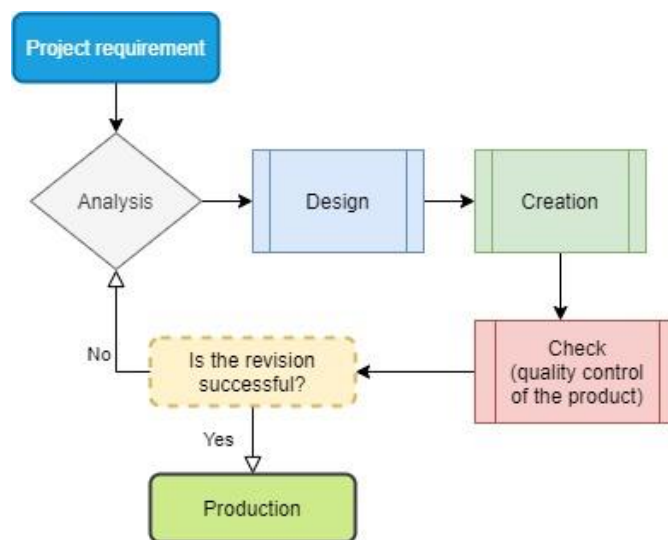 Project requirement
Analysis
Design
Creation
Check
(quality control
of the product)
Is the revision
successful?
No
Yes
Production